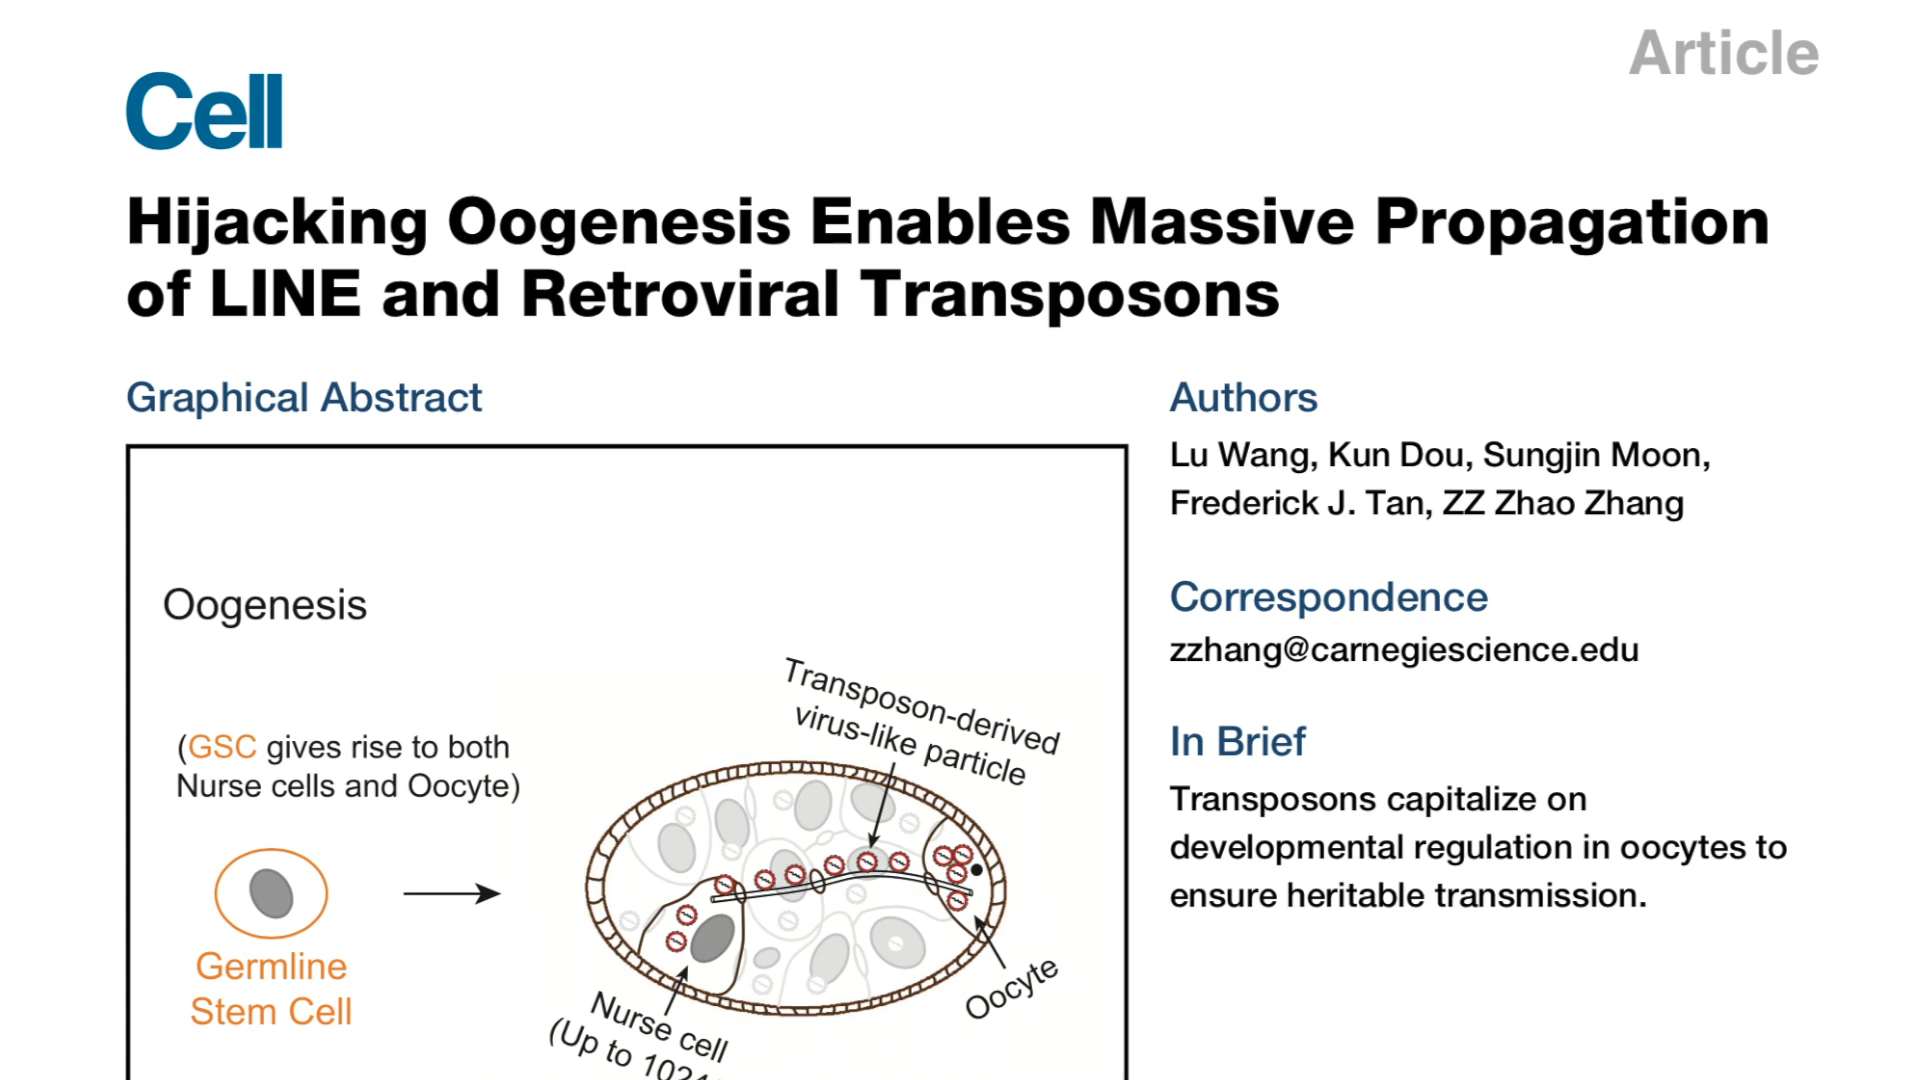 Article
Cell
Hijacking Oogenesis Enables Massive Propagation
of LINE and Retroviral Transposons
Graphical Abstract
Oogenesis
(GSC gives rise to both
Nurse cells and Oocyte)
Germline
Stem Cell
Transposon-derived
virus-like particle
Nurse cell
(Up to
Oocyte
Authors
Lu Wang, Kun Dou, Sungjin Moon,
Frederick J. Tan, ZZ Zhao Zhang
Correspondence
zzhang@carnegiescience.edu
In Brief
Transposons capitalize on
developmental regulation in oocytes to
ensure heritable transmission.